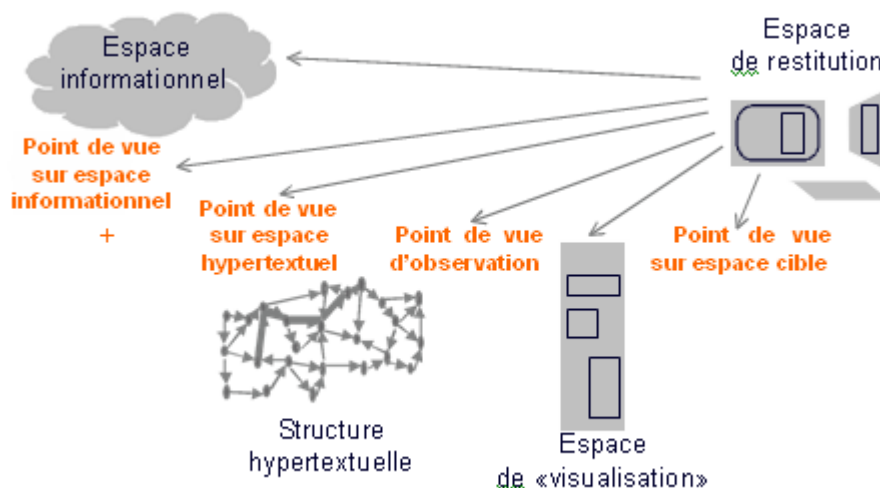 Espace
informationnel
Espace
de restitution
Point de vue
sur espace
informationnel
+
Point de vue
sur espace
hypertextuel
Point de vue
d'observation
Point de vue
sur espace cible
Structure
hypertextuelle
Espace
de «visualisation»